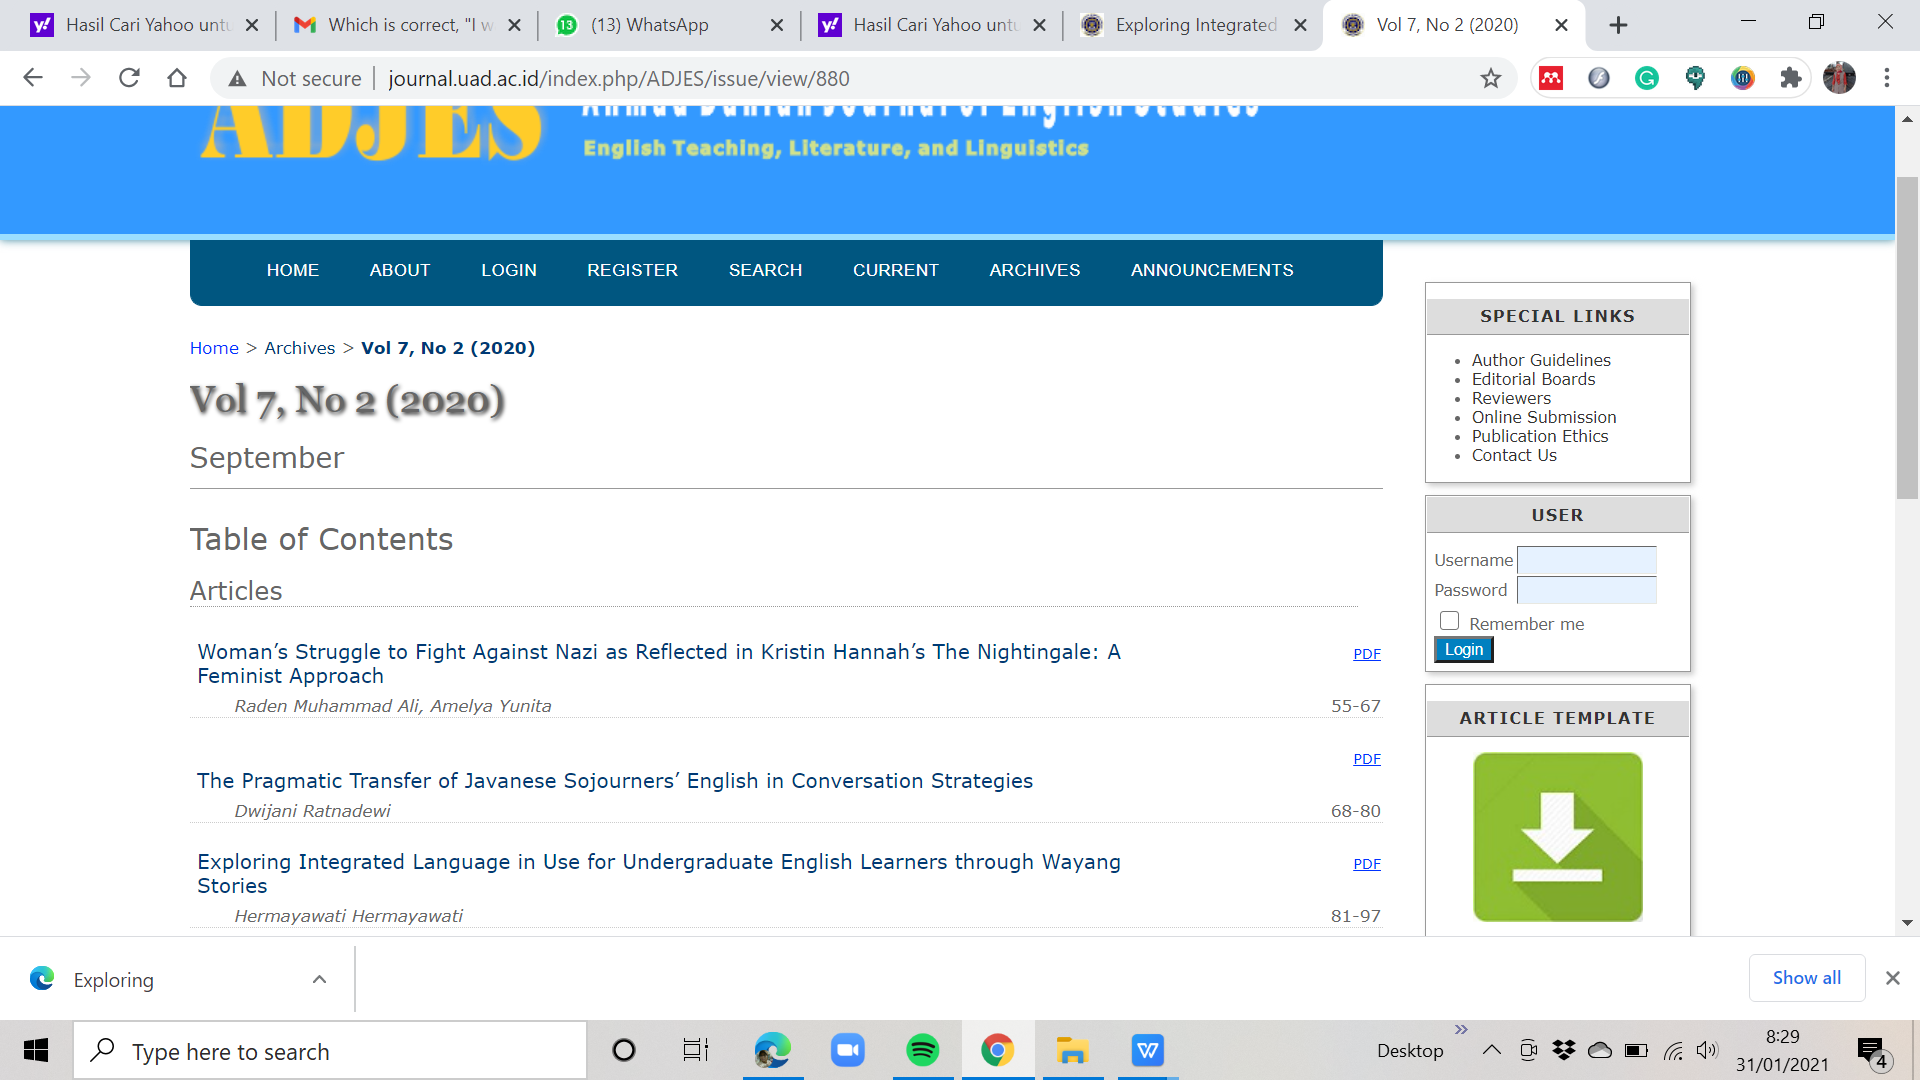 Hasil Cari Yahoo untu
Which is correct, "I w
(13) WhatsApp
Hasil Cari Yahoo untu
Exploring Integrated
Vol 7, No 2 (2020)
Not secure
journal.uad.ac.id/index.php/ADJES/issue/view/880
ADJES
Ahmad Dahlan Journal of English Studies
English Teaching, Literature, and Linguistics
HOME
ABOUT
LOGIN
REGISTER
SEARCH
CURRENT
ARCHIVES
ANNOUNCEMENTS
Home > Archives > Vol 7, No 2 (2020)
Vol 7, No 2 (2020)
September
Table of Contents
Articles
Woman’s Struggle to Fight Against Nazi as Reflected in Kristin Hannah’s The Nightingale: A
Feminist Approach
PDF
Raden Muhammad Ali, Amelya Yunita
55-67
PDF
The Pragmatic Transfer of Javanese Sojourners’ English in Conversation Strategies
Dwijani Ratnadewi
68-80
Exploring Integrated Language in Use for Undergraduate English Learners through Wayang
Stories
PDF
Hermayawati Hermayawati
81-97
SPECIAL LINKS
Author Guidelines
Editorial Boards
Reviewers
Online Submission
Publication Ethics
Contact Us
USER
Username
Password
Remember me
Login
ARTICLE TEMPLATE
Exploring
Show all
Type here to search
Desktop
8:29
31/01/2021
4